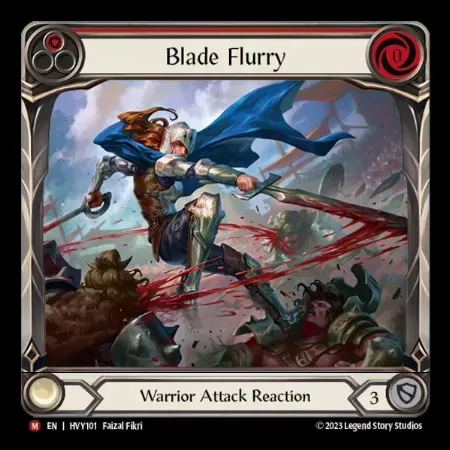 Blade Flurry
0
Warrior Attack Reaction
3
M EN | HVY101 Faizal Fikri
©2023 Legend Story Studios